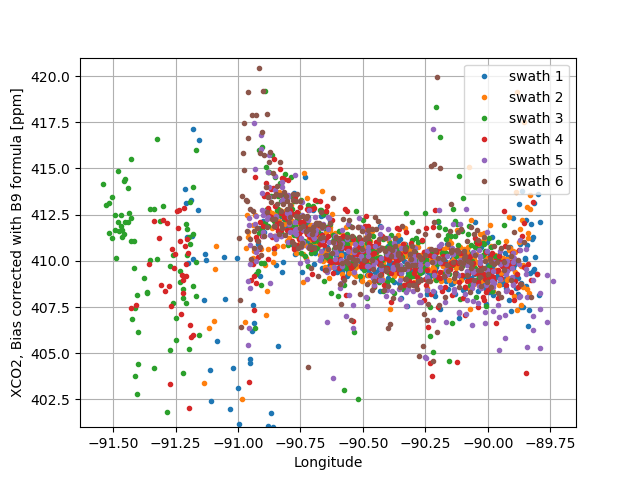 420.0
417.5
415.0
412.5
410.0
407.5
405.0
402.5
XCO2, Bias corrected with B9 formula [ppm]
swath 1
swath 2
swath 3
swath 4
swath 5
swath 6
−91.50 −91.25 −91.00 −90.75 −90.50 −90.25 −90.00 −89.75
Longitude